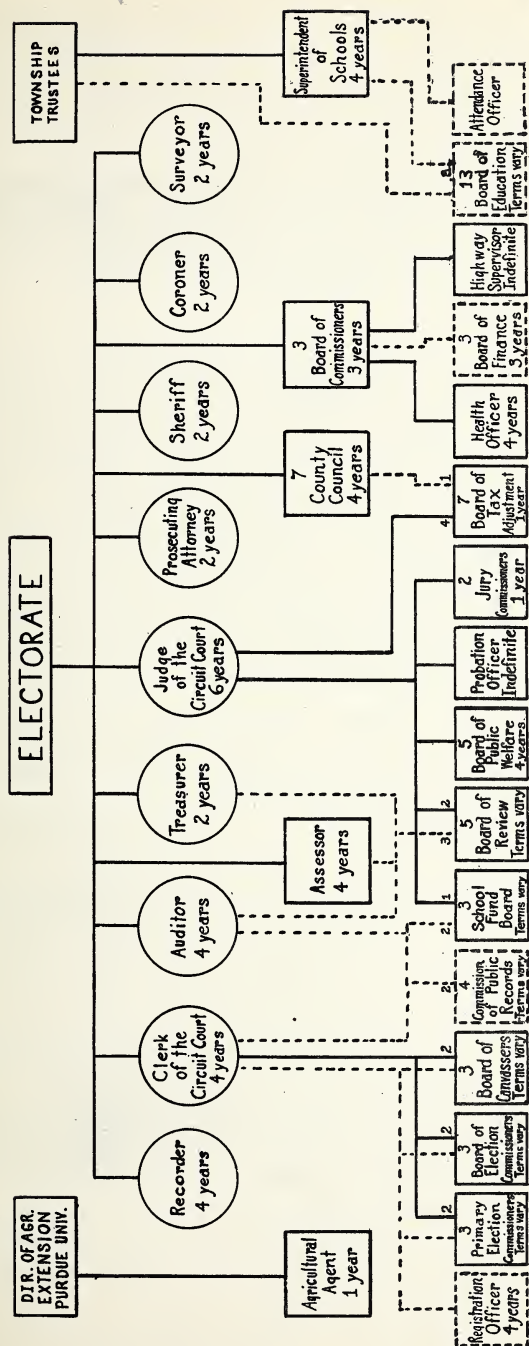 ELECTORATE
DIR. OF AGR.
EXTENSION
PURDUE UNIV.
TOWNSHIP
TRUSTEES
Recorder
4 years
Clerk
of the
Circuit Court
4 years
Auditor
4 years
Treasurer
2 years
Judge
of the
Circuit Court
6 years
Prosecuting
Attorney
2 years
Sheriff
2 years
Coroner
2 years
Surveyor
2 years
Agricultural
Agent
1 year
Assessor
4 years
7
County
Council
4 years
3
Board of
Commissioners
3 years
Superintendent
of
Schools
4 years
Registration
Officer
4 years
2
3
Primary
Election
Commissioners
Terms vary
2
3
Board of
Election
Commissioners
Terms vary
2
3
Board of
Canvassers
Terms vary
2
4
Commission
of Public
Records
Terms vary
2 1
3
School
Fund
Board
Terms vary
3 2
5
Board of
Review
Terms vary
5
Board of
Public
Welfare
4 years
Probation
Officer
Indefinite
2
Jury
Commissioners
1 year
4 1
7
Board of
Tax
Adjustment
1 year
Health
Officer
4 years
3
Board of
Finance
3 years
Highway
Supervisor
Indefinite
13
Board of
Education
Terms vary
Attendance
Officer